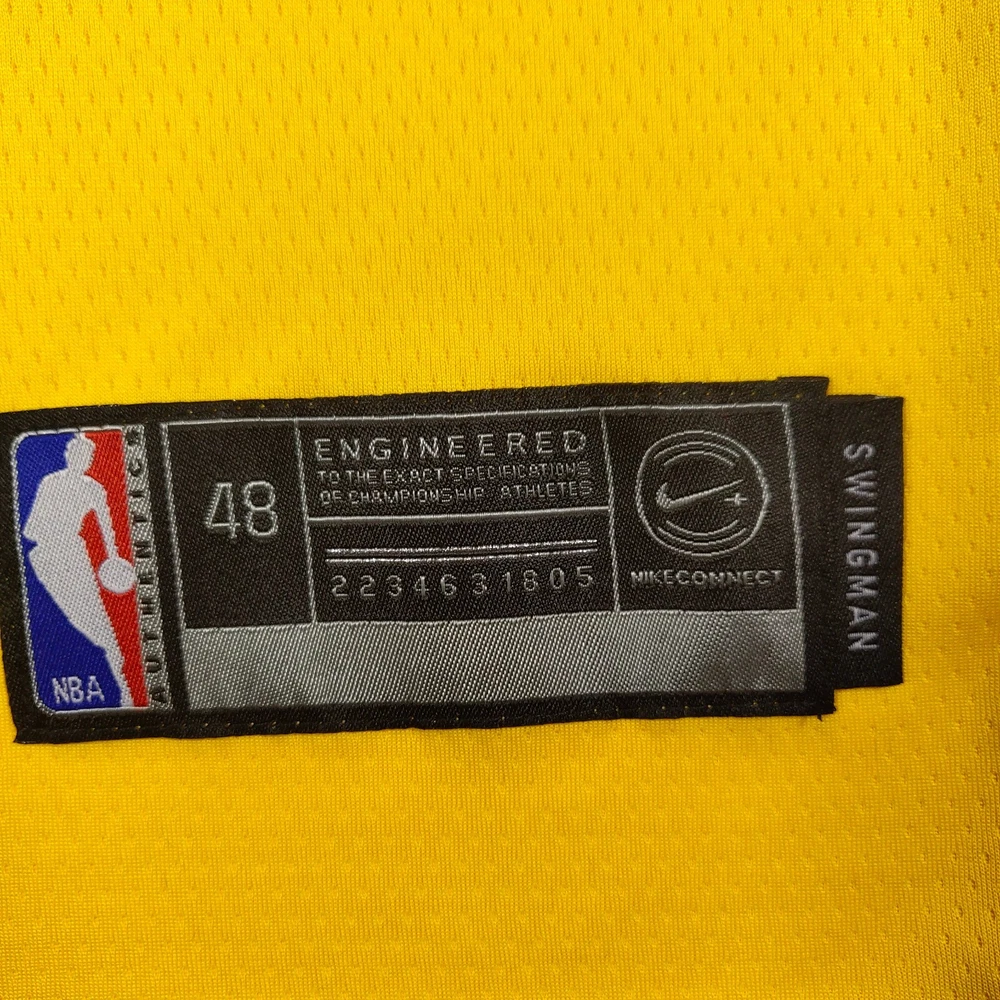 NBA
AUTHENTICS
48
ENGINEERED
TO THE EXACT SPECIFICATIONS
OF CHAMPIONSHIP ATHLETES
2234631805
NIKECONNECT
SWINGMAN